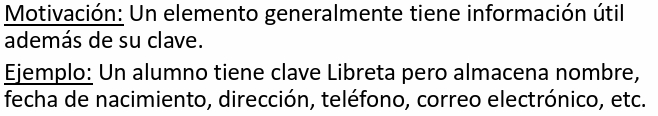 Motivación: Un elemento generalmente tiene información útil
además de su clave.
Ejemplo: Un alumno tiene clave Libreta pero almacena nombre,
fecha de nacimiento, dirección, teléfono, correo electrónico, etc.